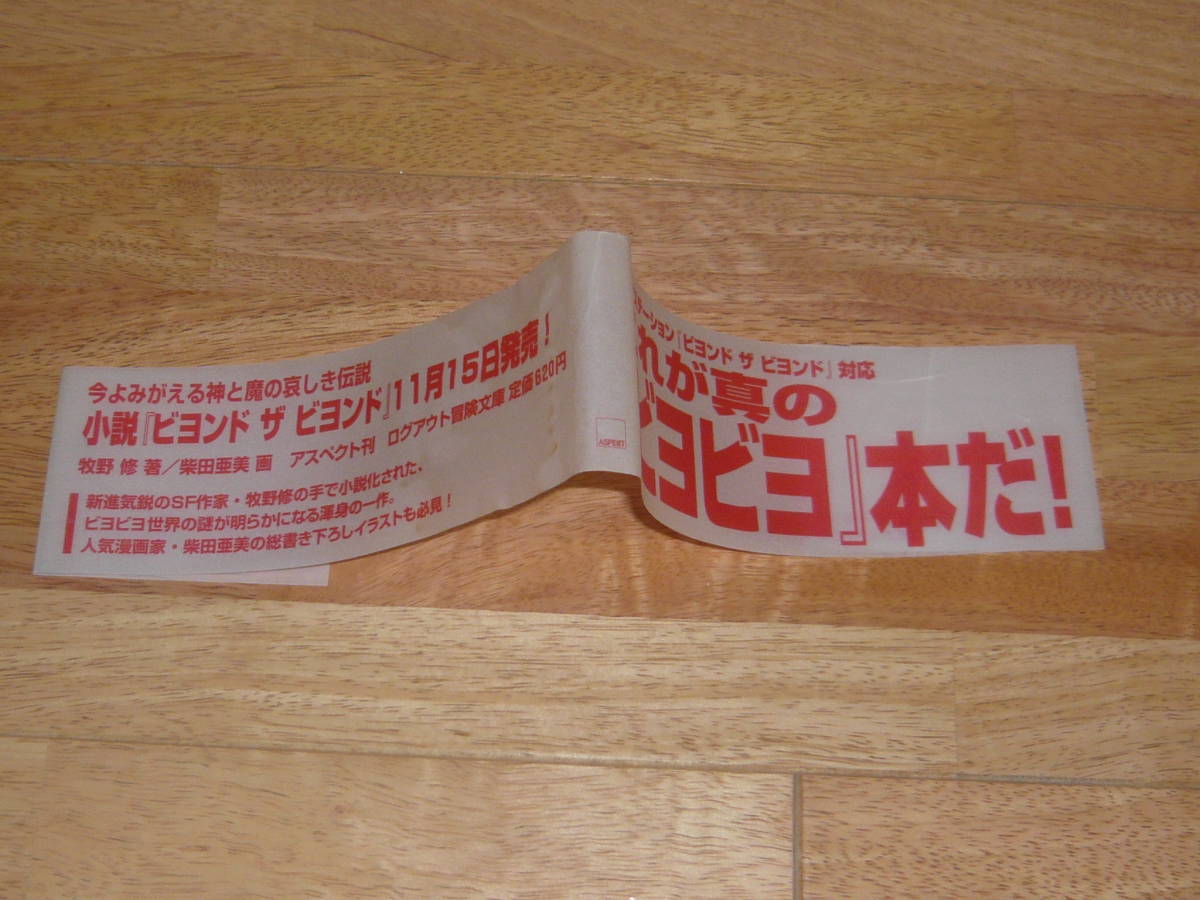 今よみがえる神と魔の哀しき伝説
小説『ビヨンド ザ ビヨンド』11月15日発売！
牧野 修 著／柴田亜美 画 アスペクト刊 ログアウト冒険文庫 定価620円
新進気鋭のSF作家・牧野修の手で小説化された、
ビヨビヨ世界の謎が明らかになる渾身の一作。
人気漫画家・柴田亜美の総書き下ろしイラストも必見！
ASPECT
ステーション『ビヨンド ザ ビヨンド』対応
れが真の
ビヨビヨ』本だ！